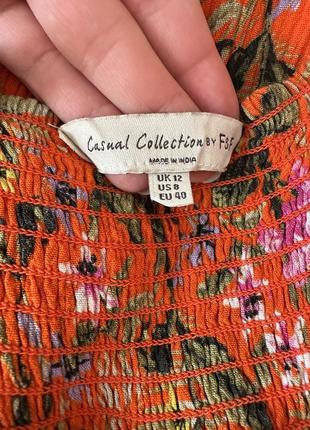 Casual Collection BY F&F
MADE IN INDIA
UK 12
US 8
EU 40